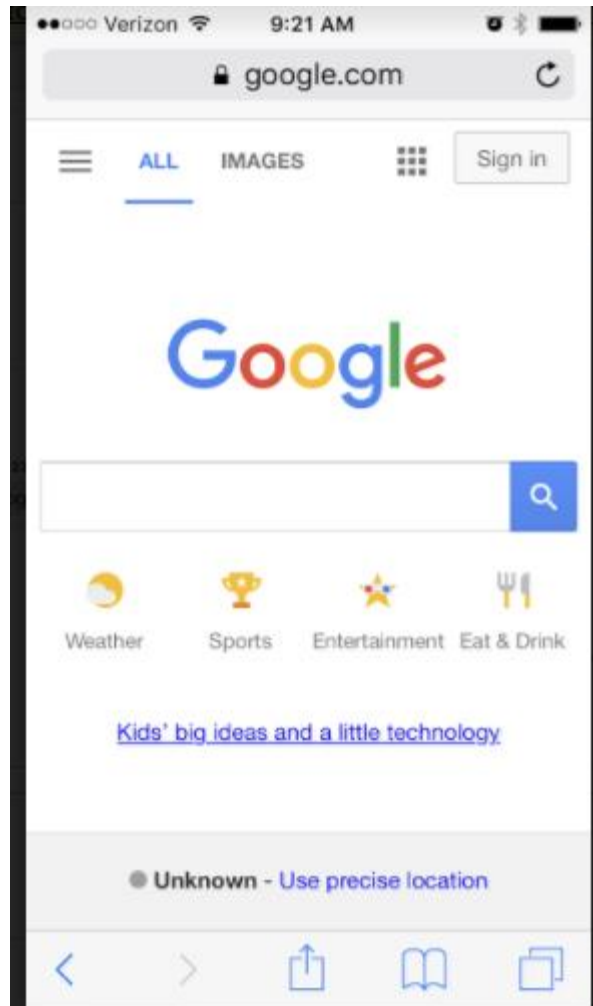 Verizon 9:21 AM
google.com
ALL IMAGES Sign in
Google
Weather Sports Entertainment Eat & Drink
Kids' big ideas and a little technology
Unknown - Use precise location